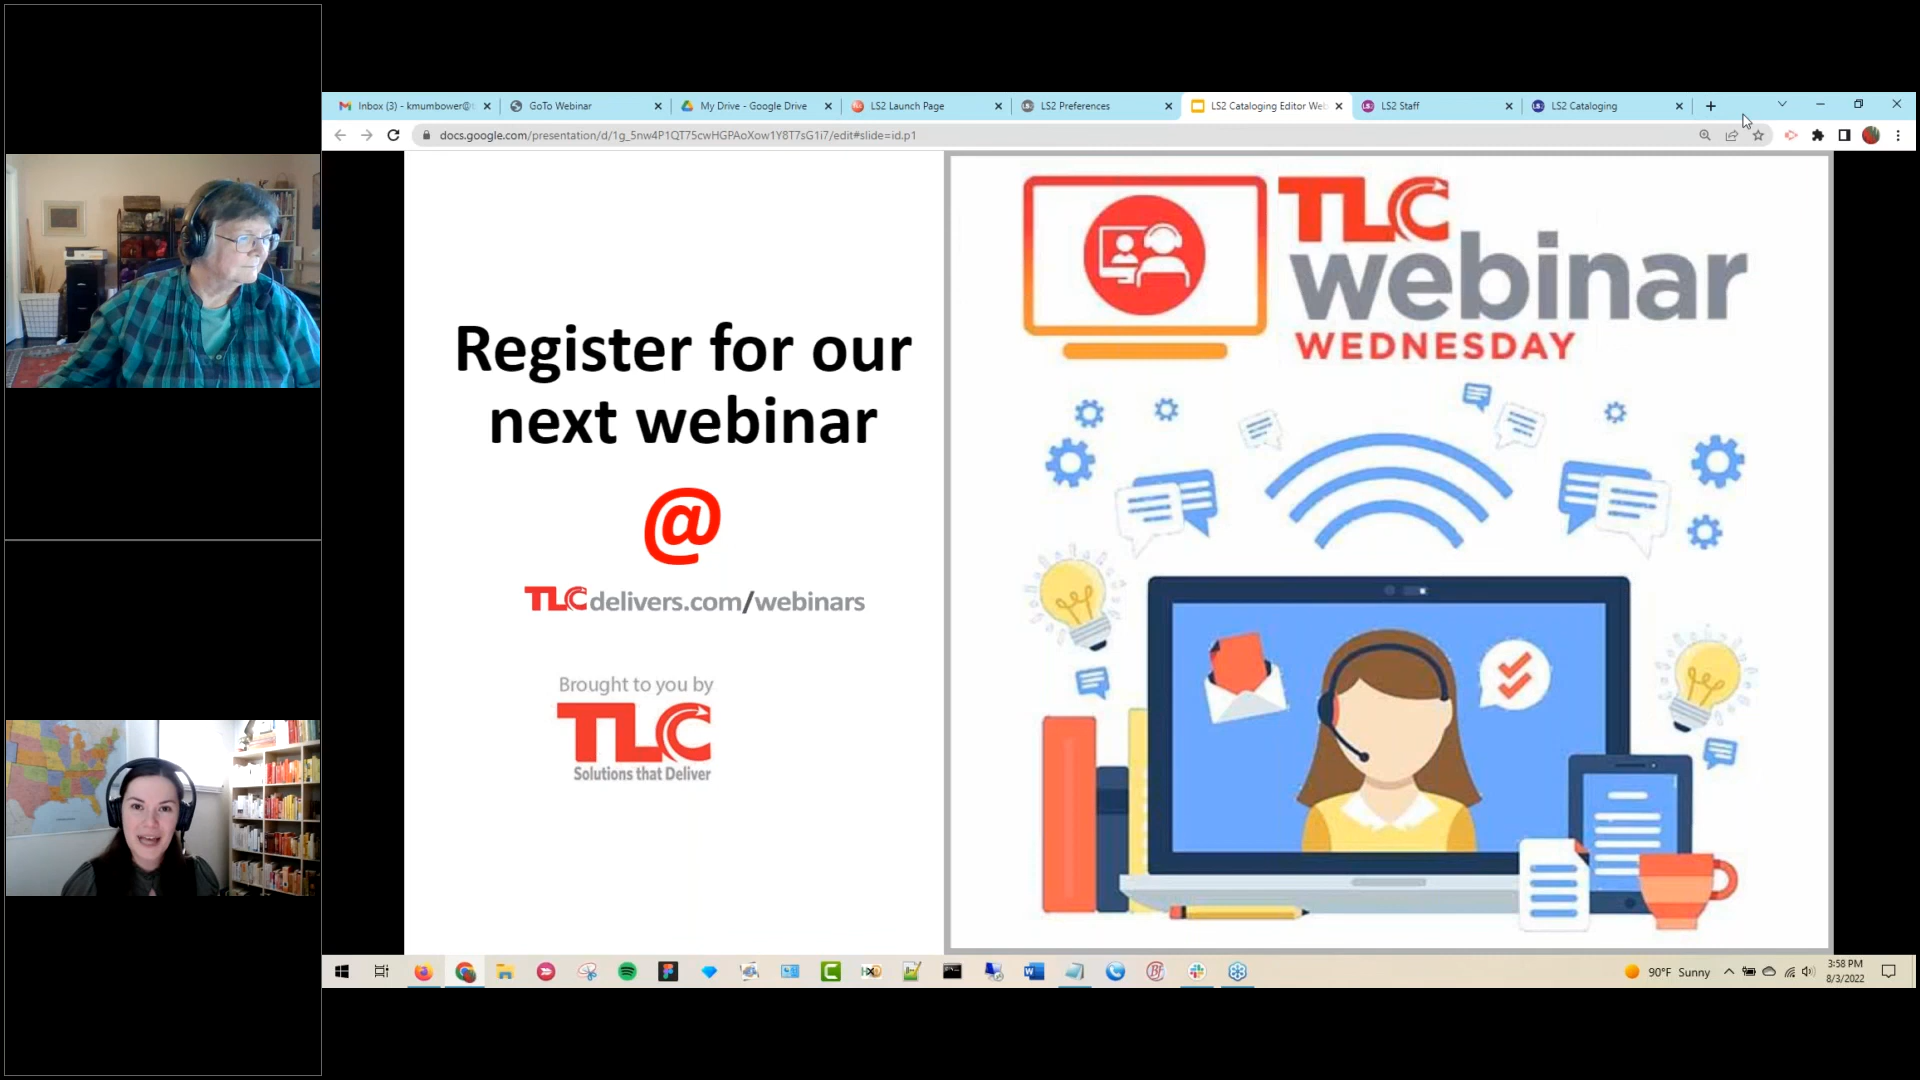 Inbox (3) - kmumbower@
GoTo Webinar
My Drive - Google Drive
LS2 Launch Page
LS2 Preferences
LS2 Cataloging Editor Web
LS2 Staff
LS2 Cataloging
docs.google.com/presentation/d/1g_5nw4P1QT75cwHGPAoXow1Y8T7sG1i7/edit#slide=id.p1
Register for our
next webinar
@
TLCdelivers.com/webinars
Brought to you by
TLC
Solutions that Deliver
TLC
webinar
WEDNESDAY
90°F Sunny
3:58 PM
8/3/2022